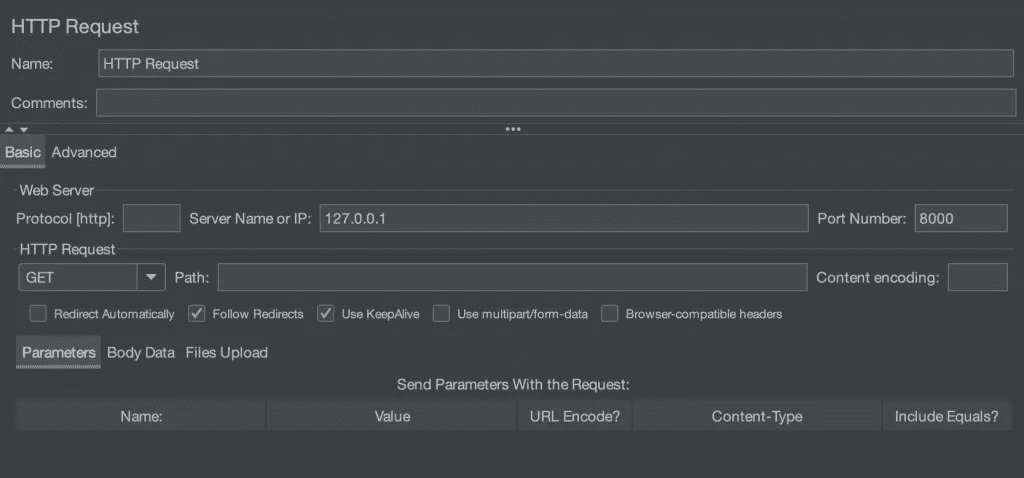 HTTP Request
Name: HTTP Request
Comments:
Basic Advanced
Web Server
Protocol [http]: Server Name or IP: 127.0.0.1 Port Number: 8000
HTTP Request
GET Path: Content encoding:
Redirect Automatically Follow Redirects Use KeepAlive Use multipart/form-data Browser-compatible headers
Parameters Body Data Files Upload
Send Parameters With the Request:
Name: Value URL Encode? Content-Type Include Equals?